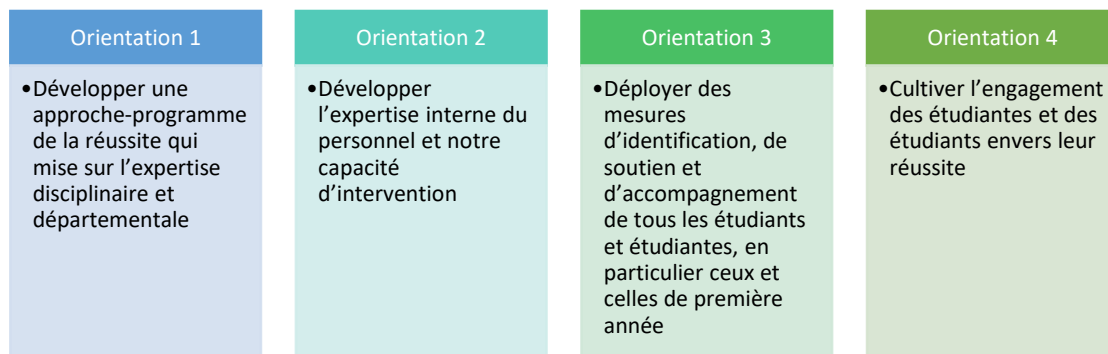 Orientation 1
•Développer une
approche-programme
de la réussite qui
mise sur l’expertise
disciplinaire et
départementale
Orientation 2
•Développer
l’expertise interne du
personnel et notre
capacité
d’intervention
Orientation 3
•Déployer des
mesures
d’identification, de
soutien et
d’accompagnement
de tous les étudiants
et étudiantes, en
particulier ceux et
celles de première
année
Orientation 4
•Cultiver l’engagement
des étudiantes et des
étudiants envers leur
réussite